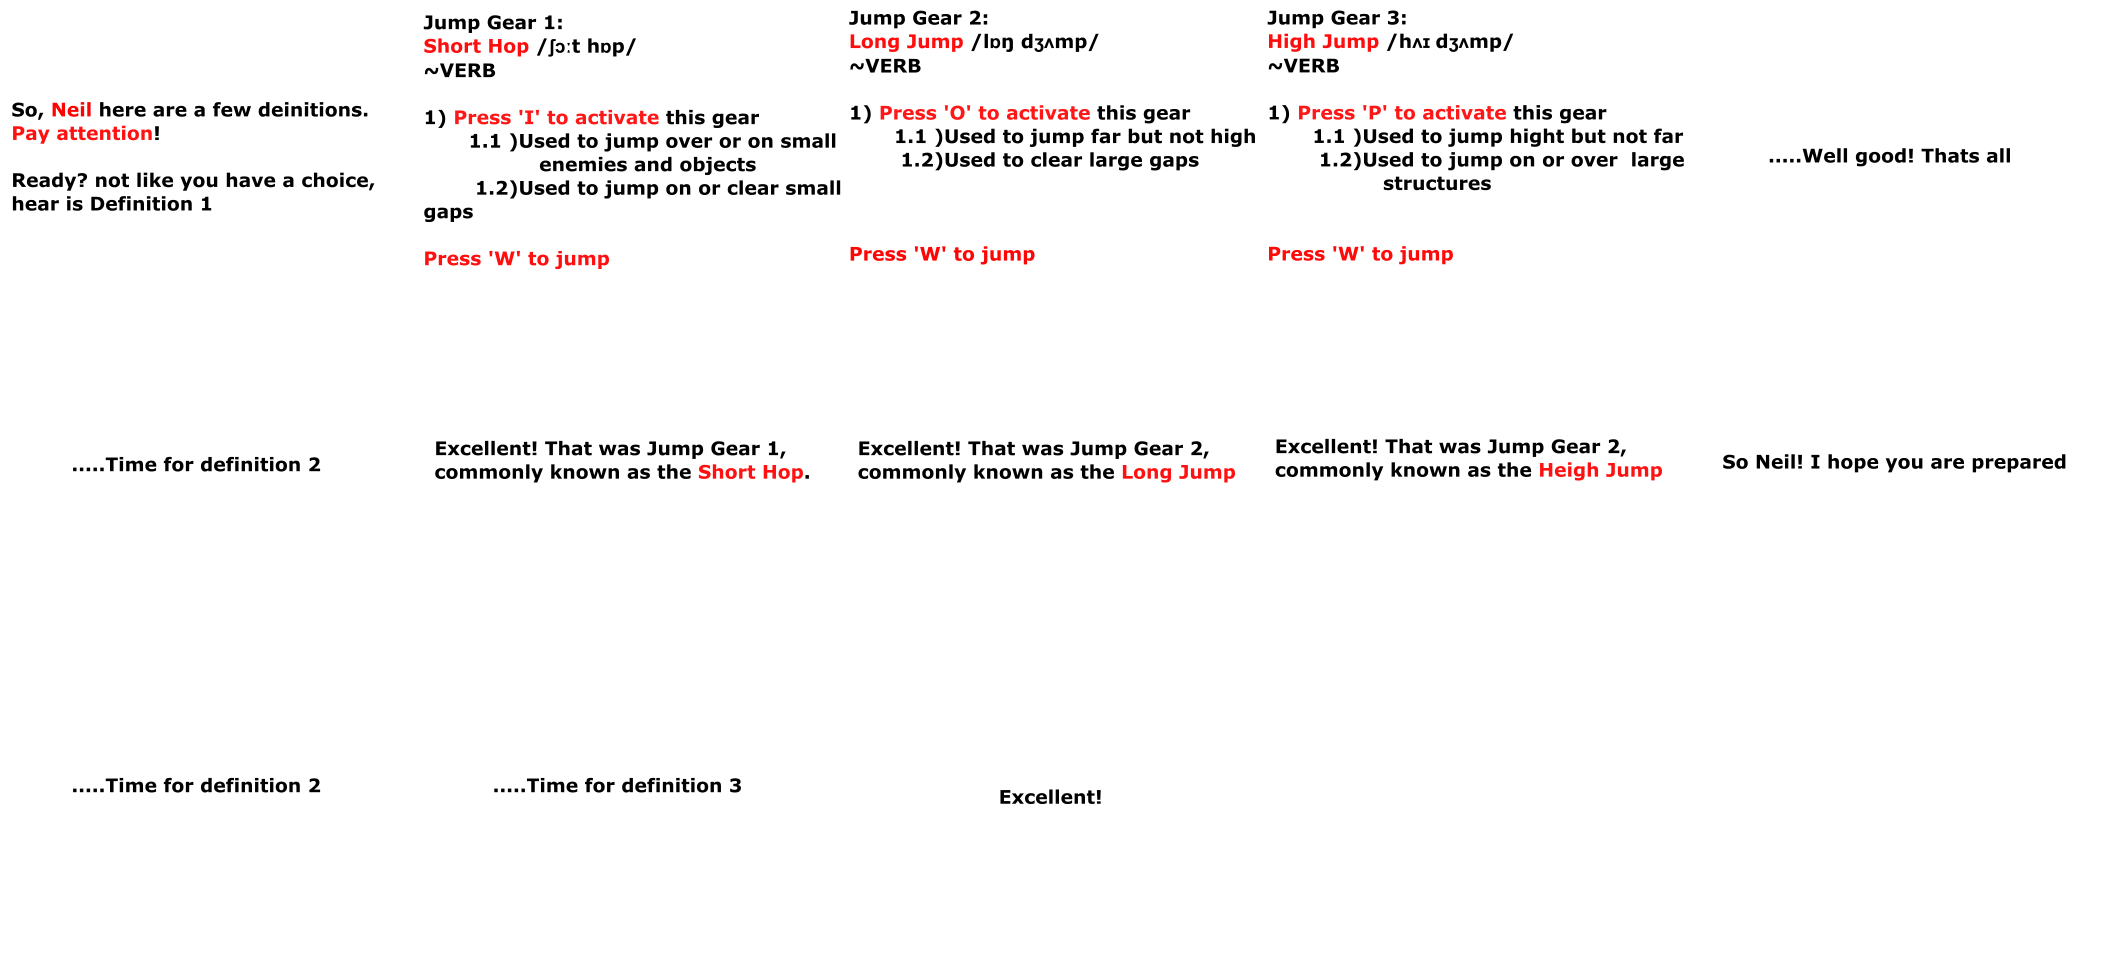 So, Neil here are a few deinitions.
Pay attention!
Ready? not like you have a choice,
hear is Definition 1
Jump Gear 1:
Short Hop /ʃɔːt hɒp/
~VERB
1) Press 'I' to activate this gear
1.1 )Used to jump over or on small
enemies and objects
1.2)Used to jump on or clear small
gaps
Press 'W' to jump
Jump Gear 2:
Long Jump /lɒŋ dʒʌmp/
~VERB
1) Press 'O' to activate this gear
1.1 )Used to jump far but not high
1.2)Used to clear large gaps
Press 'W' to jump
Jump Gear 3:
High Jump /hʌɪ dʒʌmp/
~VERB
1) Press 'P' to activate this gear
1.1 )Used to jump hight but not far
1.2)Used to jump on or over  large
structures
Press 'W' to jump
.....Well good! Thats all
.....Time for definition 2
Excellent! That was Jump Gear 1,
commonly known as the Short Hop.
Excellent! That was Jump Gear 2,
commonly known as the Long Jump
Excellent! That was Jump Gear 2,
commonly known as the Heigh Jump
So Neil! I hope you are prepared
.....Time for definition 2
.....Time for definition 3
Excellent!